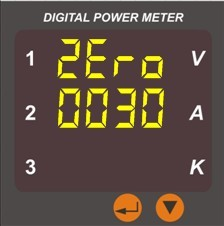 DIGITAL POWER METER
1 2Ero V
2 0030 A
3 K